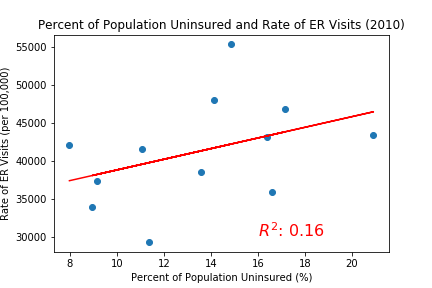 Percent of Population Uninsured and Rate of ER Visits (2010)
Rate of ER Visits (per 100,000)
55000
50000
45000
40000
35000
30000
R²: 0.16
8 10 12 14 16 18 20
Percent of Population Uninsured (%)